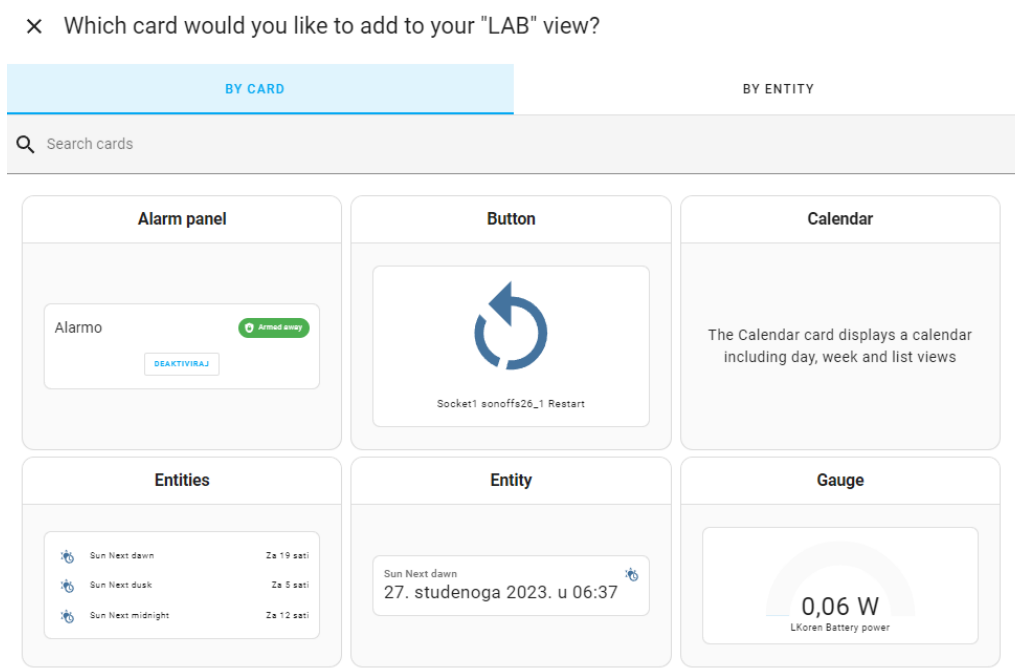 Which card would you like to add to your "LAB" view?
BY CARD
BY ENTITY
Search cards
Alarm panel
Button
Calendar
Alarmo
Armed away
DEAKTIVIRAJ
Socket1 sonoffs26_1 Restart
The Calendar card displays a calendar
including day, week and list views
Entities
Entity
Gauge
Sun Next dawn
Za 19 sati
Sun Next dusk
Za 5 sati
Sun Next midnight
Za 12 sati
Sun Next dawn
27. studenoga 2023. u 06:37
0,06 W
LKoren Battery power